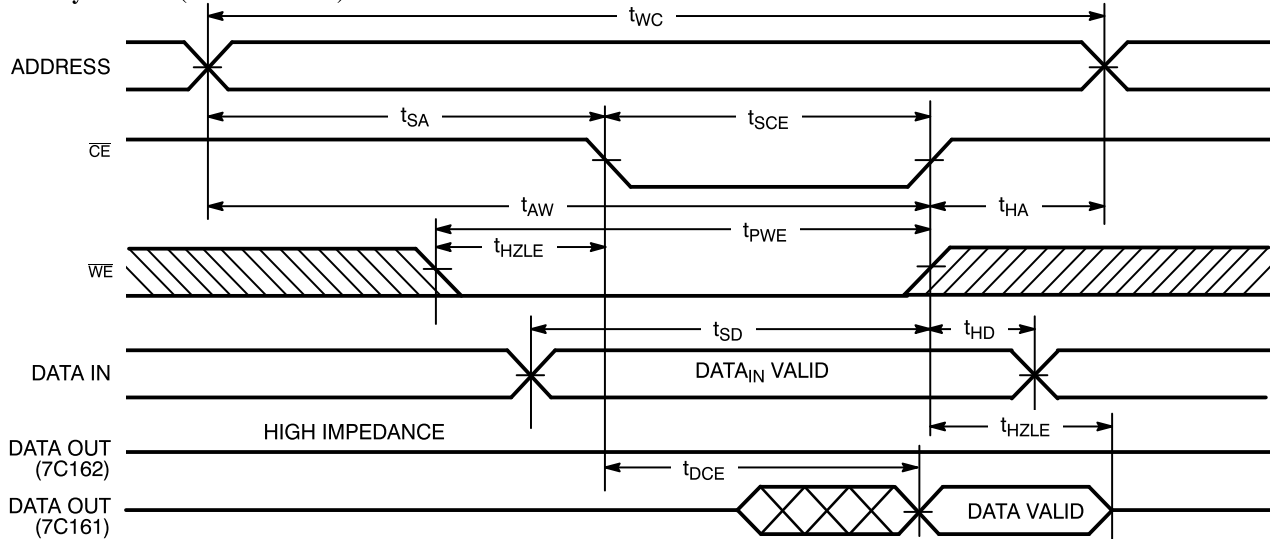 tWC
ADDRESS
tSA
tSCE
CE
tAW
tHA
tPWE
tHZLE
WE
tSD
tHD
DATA IN
DATAIN VALID
HIGH IMPEDANCE
tHZLE
DATA OUT
(7C162)
tDCE
DATA OUT
(7C161)
DATA VALID